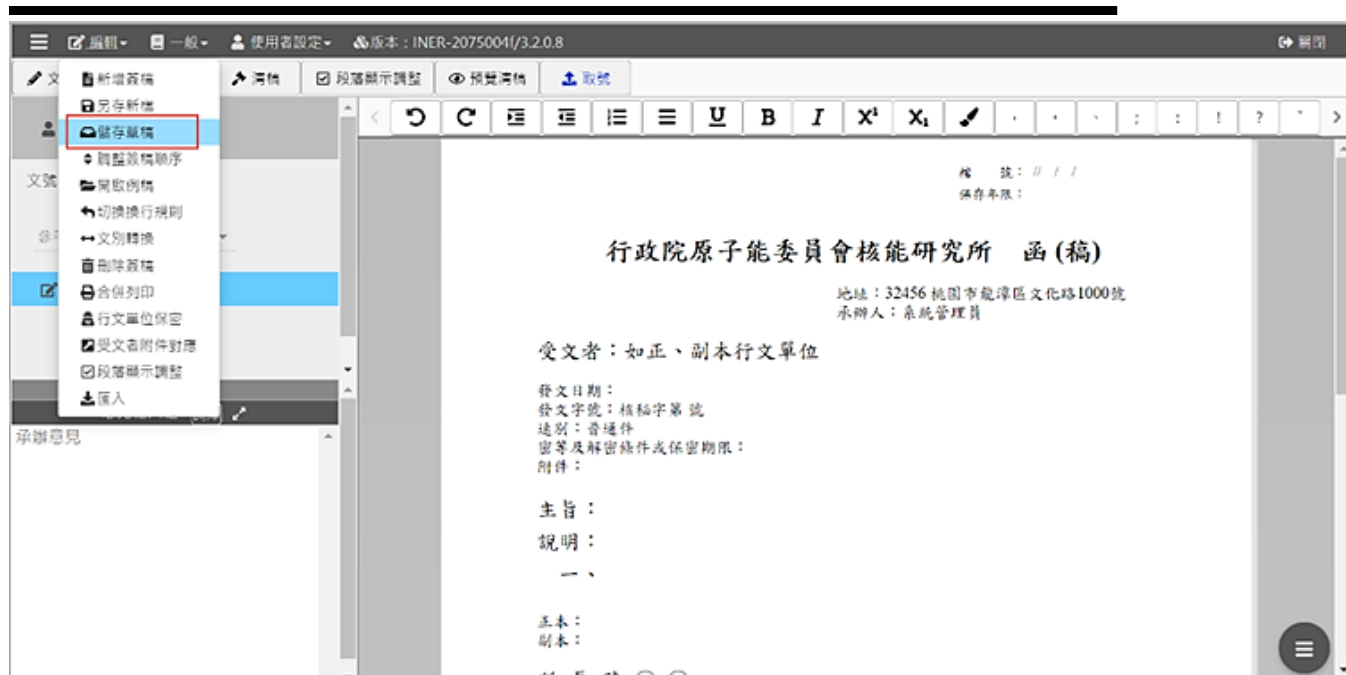 編輯 一般 使用者設定 版本：INER-2075004f/3.2.0.8 關閉
文 清稿 段落顯示調整 預覽清稿 取號
新增簽稿
另存新檔
儲存草稿
調整簽稿順序
開啟例稿
切換換行規則
文別轉換
刪除簽稿
合併列印
行文單位保密
受文者附件對應
段落顯示調整
匯入
文號
承辦意見
U B I X¹ X₁ ; : ! ?
檔 號：// / /
保存年限：
行政院原子能委員會核能研究所 函(稿)
地址：32456 桃園市龍潭區文化路1000號
承辦人：系統管理員
受文者：如正、副本行文單位
發文日期：
發文字號：核秘字第 號
速別：普通件
密等及解密條件或保密期限：
附件：
主旨：
說明：
一、
正本：
副本：